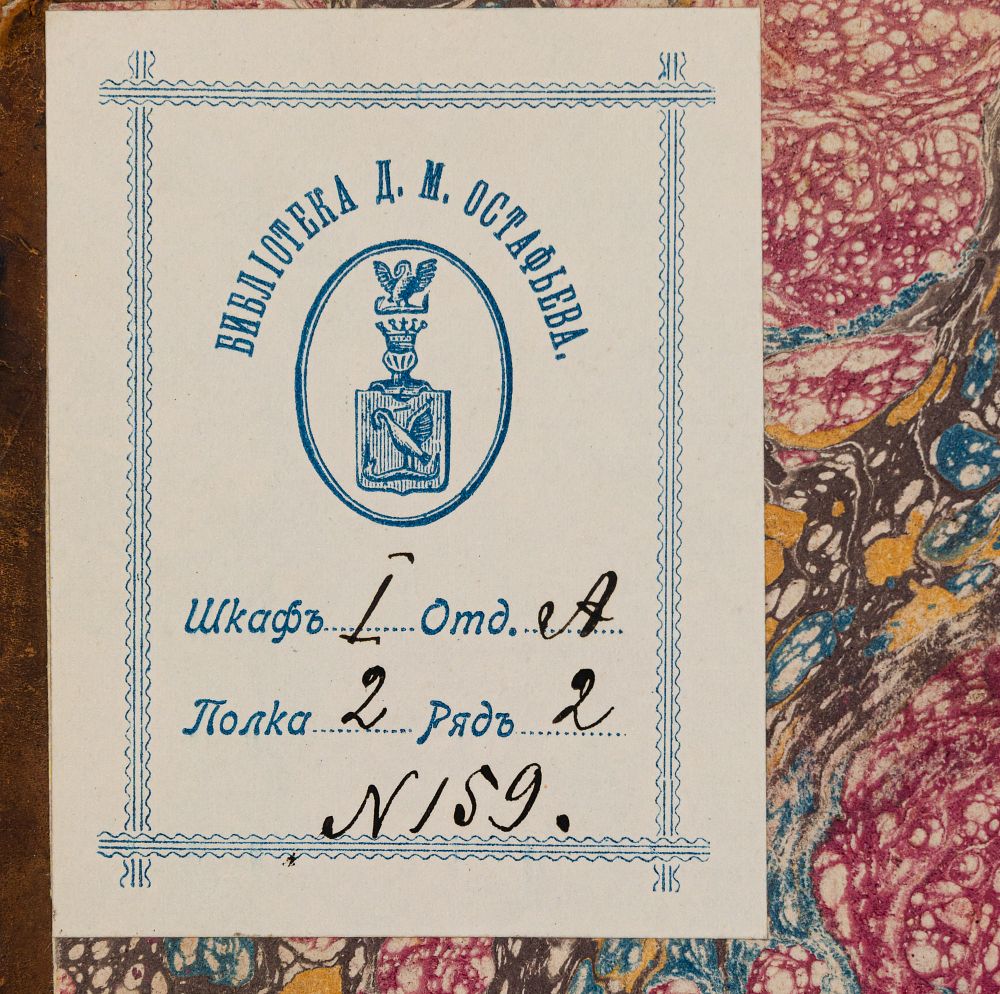 БИБЛІОТЕКА Д. М. ОСТАФЬЕВА.
Шкафъ I Отд. А
Полка 2 Рядъ 2
N 159.